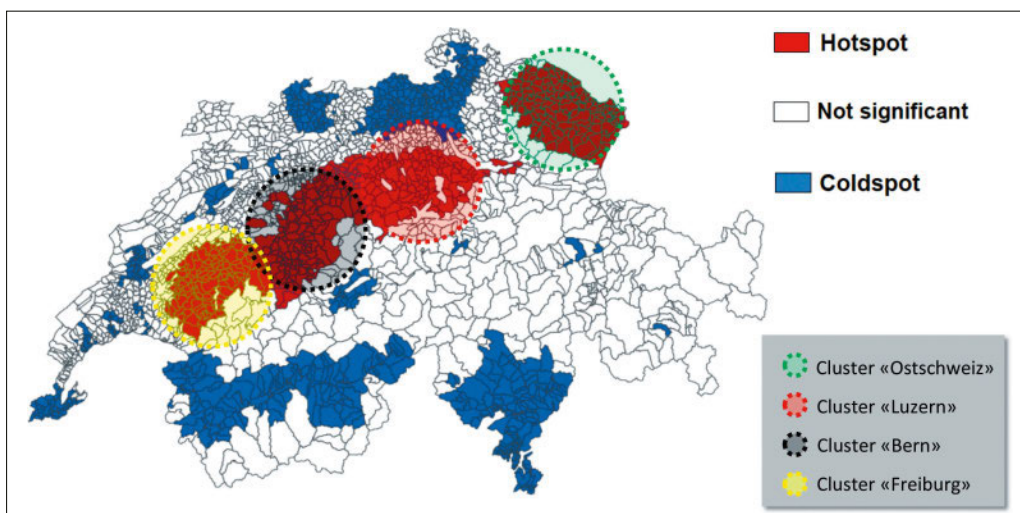 Hotspot
Not significant
Coldspot
Cluster «Ostschweiz»
Cluster «Luzern»
Cluster «Bern»
Cluster «Freiburg»